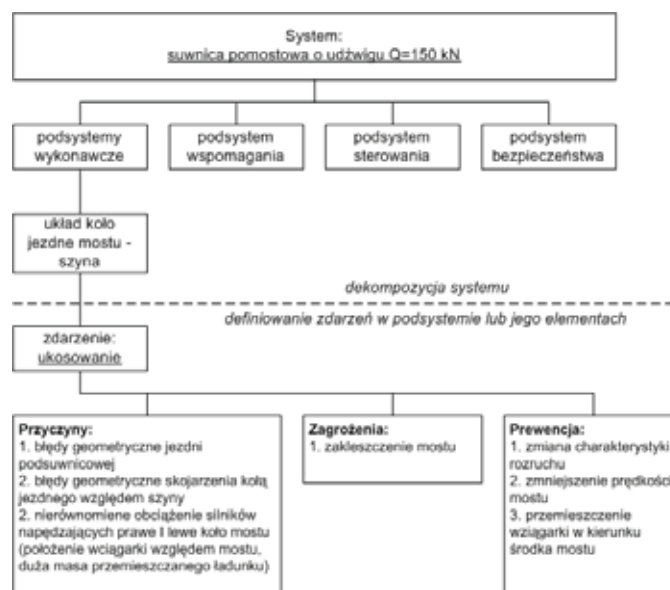 System:
suwnica pomostowa o udźwigu Q=150 kN
podsystemy
wykonawcze
podsystem
wspomagania
podsystem
sterowania
podsystem
bezpieczeństwa
układ koło
jezdne mostu -
szyna
dekompozycja systemu
definiowanie zdarzeń w podsystemie lub jego elementach
zdarzenie:
ukosowanie
Przyczyny:
1. błędy geometryczne jezdni
podsuwnicowej
2. błędy geometryczne skojarzenia kołą
jezdnego względem szyny
2. nierównomierne obciążenie silników
napędzających prawe I lewe koło mostu
(położenie wciągarki względem mostu,
duża masa przemieszczanego ładunku)
Zagrożenia:
1. zakleszczenie mostu
Prewencja:
1. zmiana charakterystyki
rozruchu
2. zmniejszenie prędkości
mostu
3. przemieszczenie
wziągarki w kierunku
środka mostu